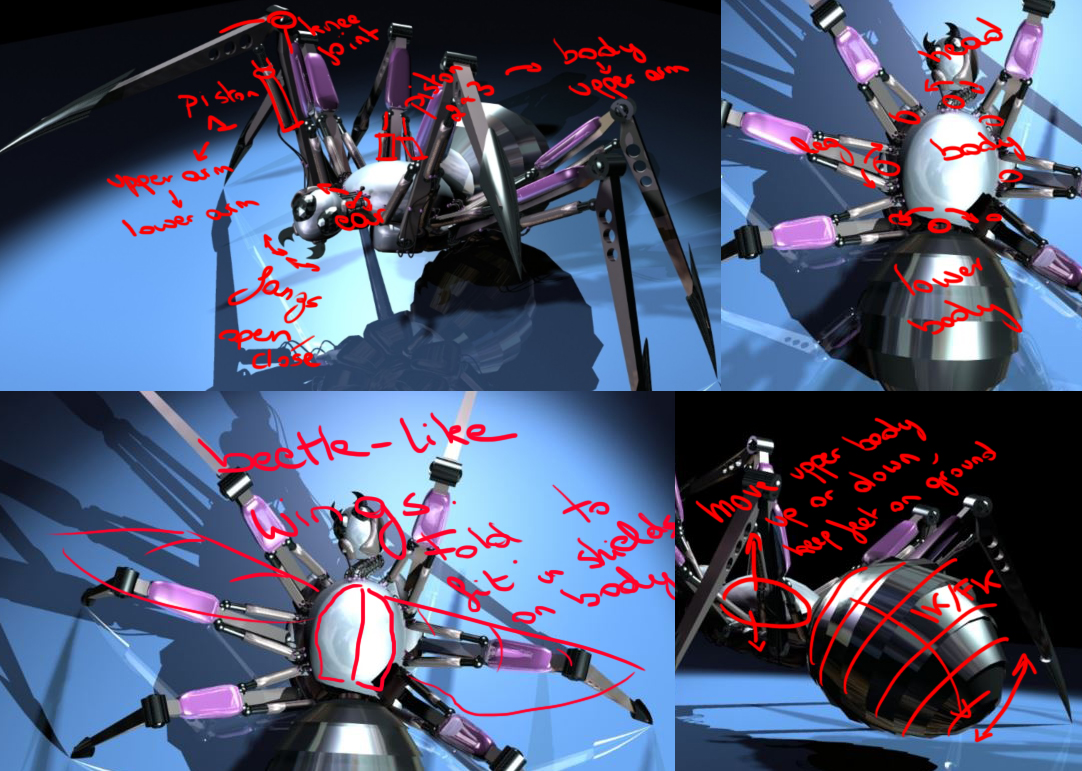 knee
joint
piston
upper arm
lower arm
piston
body
upper arm
ear
fangs
open
close
head
leg
body
lower
body
beetle-like
wings.
fold to
fit in shields
on body
move upper body
up or down,
keep feet on ground
IK/FK